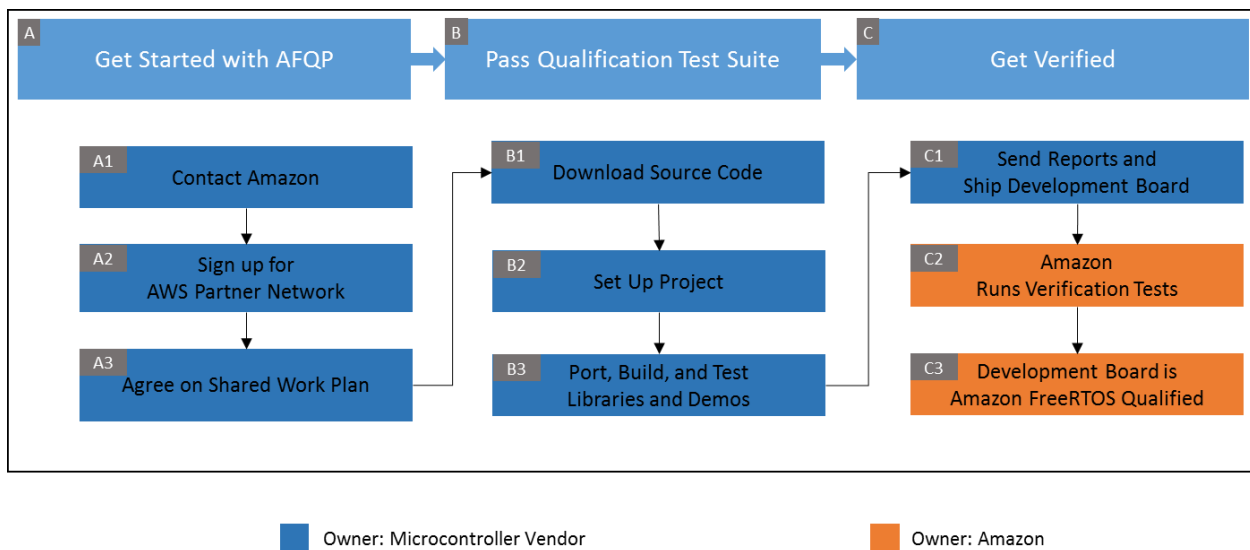 A
Get Started with AFQP
B
Pass Qualification Test Suite
C
Get Verified
A1
Contact Amazon
A2
Sign up for
AWS Partner Network
A3
Agree on Shared Work Plan
B1
Download Source Code
B2
Set Up Project
B3
Port, Build, and Test
Libraries and Demos
C1
Send Reports and
Ship Development Board
C2
Amazon
Runs Verification Tests
C3
Development Board is
Amazon FreeRTOS Qualified
Owner: Microcontroller Vendor
Owner: Amazon